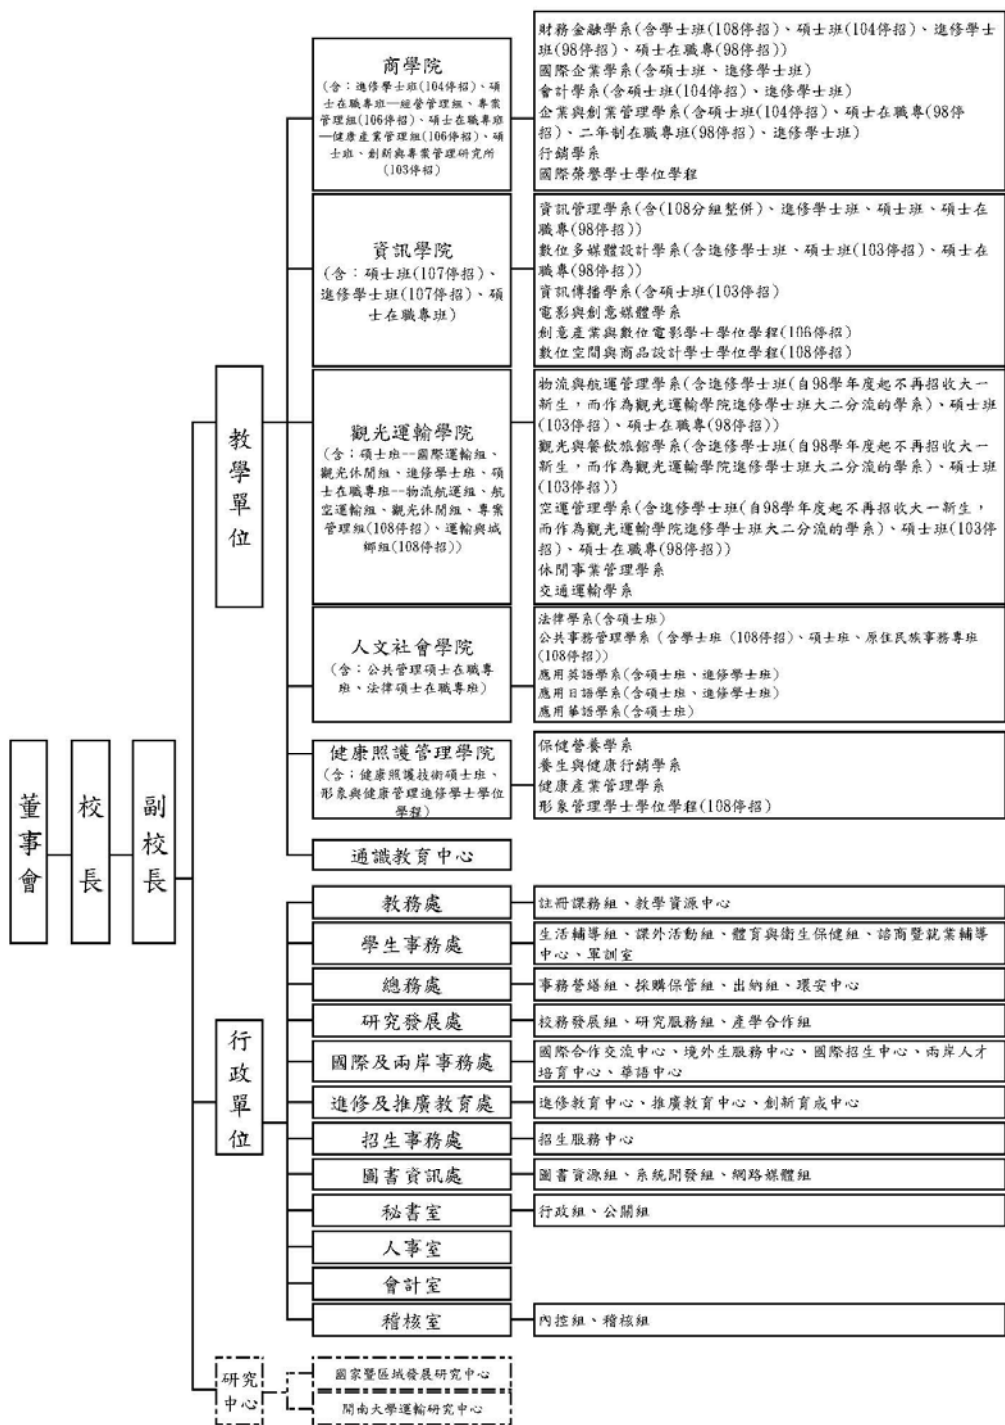 董事會
校長
副校長
教學單位
商學院
(含：進修學士班(104停招)、碩
士在職專班—經營管理組、專案
管理組(106停招)、碩士在職專班
—健康產業管理組(106停招)、碩
士班、創新與專案管理研究所
(103停招)
財務金融學系(含學士班(108停招)、碩士班(104停招)、進修學士
班(98停招)、碩士在職專(98停招))
國際企業學系(含碩士班、進修學士班)
會計學系(含碩士班(104停招)、進修學士班)
企業與創業管理學系(含碩士班(104停招)、碩士在職專(98停
招)、二年制在職專班(98停招)、進修學士班)
行銷學系
國際榮譽學士學位學程
資訊學院
(含：碩士班(107停招)、
進修學士班(107停招)、碩
士在職專班)
資訊管理學系(含(108分組整併)、進修學士班、碩士班、碩士在
職專(98停招))
數位多媒體設計學系(含進修學士班、碩士班(103停招)、碩士在
職專(98停招))
資訊傳播學系(含碩士班(103停招)
電影與創意媒體學系
創意產業與數位電影學士學位學程(106停招)
數位空間與商品設計學士學位學程(108停招)
觀光運輸學院
(含：碩士班--國際運輸組、
觀光休閒組、進修學士班、碩
士在職專班--物流航運組、航
空運輸組、觀光休閒組、專案
管理組(108停招)、運輸與城
鄉組(108停招))
物流與航運管理學系(含進修學士班(自98學年度起不再招收大一
新生，而作為觀光運輸學院進修學士班大二分流的學系)、碩士班
(103停招)、碩士在職專(98停招))
觀光與餐飲旅館學系(含進修學士班(自98學年度起不再招收大一
新生，而作為觀光運輸學院進修學士班大二分流的學系)、碩士班
(103停招))
空運管理學系(含進修學士班(自98學年度起不再招收大一新生，
而作為觀光運輸學院進修學士班大二分流的學系)、碩士班(103停
招)、碩士在職專(98停招))
休閒事業管理學系
交通運輸學系
人文社會學院
(含：公共管理碩士在職專
班、法律碩士在職專班)
法律學系(含碩士班)
公共事務管理學系 (含學士班 (108停招)、碩士班、原住民族事務專班
(108停招))
應用英語學系(含碩士班、進修學士班)
應用日語學系(含碩士班、進修學士班)
應用華語學系(含碩士班)
健康照護管理學院
(含；健康照護技術碩士班、
形象與健康管理進修學士學位
學程)
保健營養學系
養生與健康行銷學系
健康產業管理學系
形象管理學士學位學程(108停招)
通識教育中心
行政單位
教務處
註冊課務組、教學資源中心
學生事務處
生活輔導組、課外活動組、體育與衛生保健組、諮商暨就業輔導
中心、軍訓室
總務處
事務營繕組、採購保管組、出納組、環安中心
研究發展處
校務發展組、研究服務組、產學合作組
國際及兩岸事務處
國際合作交流中心、境外生服務中心、國際招生中心、兩岸人才
培育中心、華語中心
進修及推廣教育處
進修教育中心、推廣教育中心、創新育成中心
招生事務處
招生服務中心
圖書資訊處
圖書資源組、系統開發組、網路媒體組
秘書室
行政組、公關組
人事室
會計室
稽核室
內控組、稽核組
研究
中心
國家暨區域發展研究中心
開南大學運輸研究中心